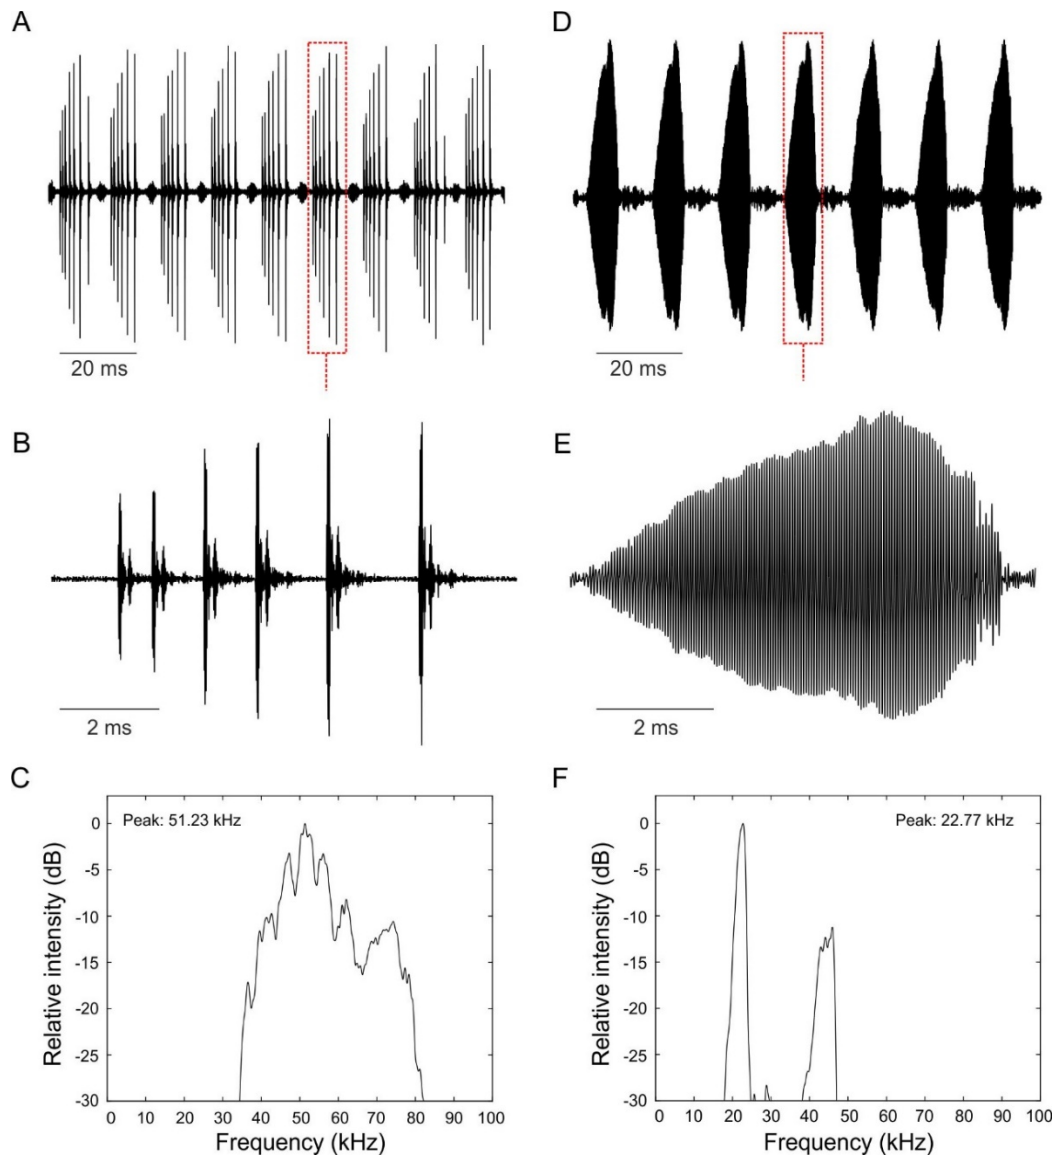 A
20 ms
B
2 ms
C
Peak: 51.23 kHz
0
-5
-10
-15
-20
-25
-30
Relative intensity (dB)
0 10 20 30 40 50 60 70 80 90 100
Frequency (kHz)
D
20 ms
E
2 ms
F
Peak: 22.77 kHz
0
-5
-10
-15
-20
-25
-30
Relative intensity (dB)
0 10 20 30 40 50 60 70 80 90 100
Frequency (kHz)